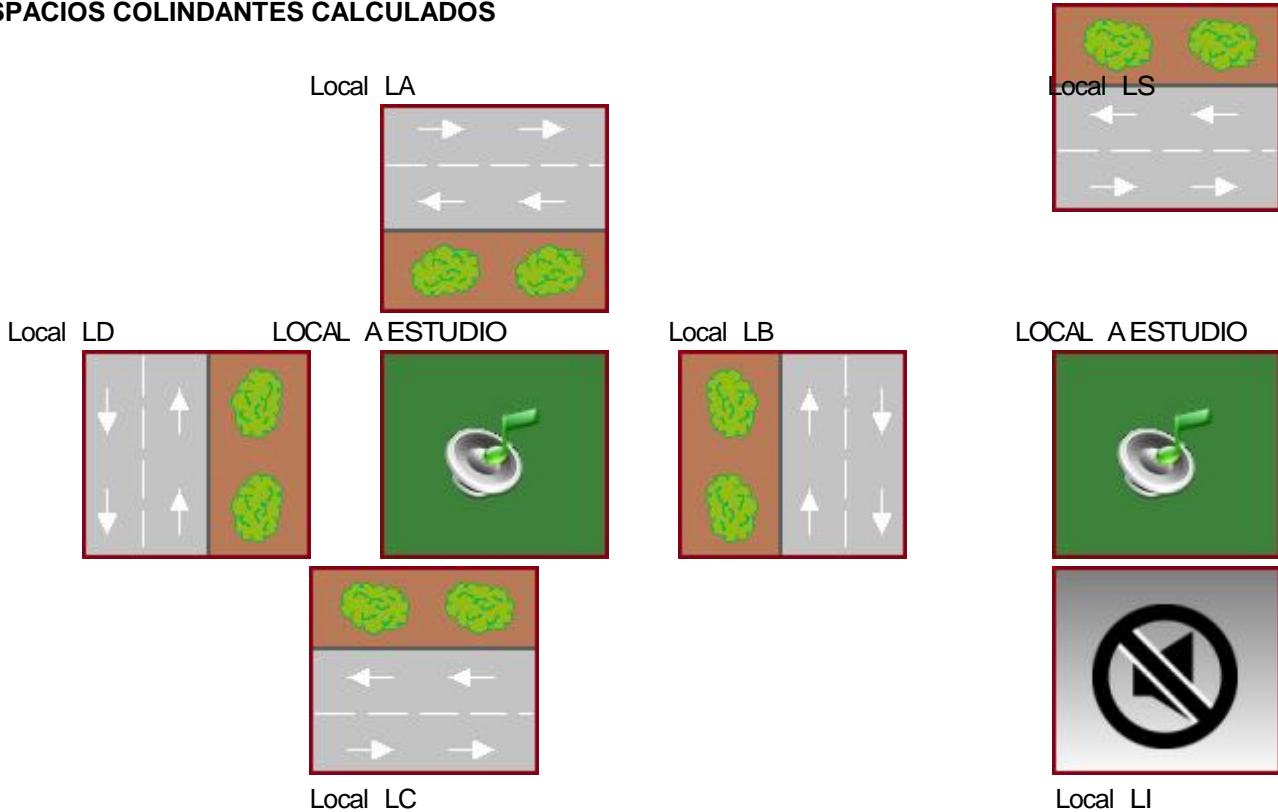 SPACIOS COLINDANTES CALCULADOS
Local LA
Local LS
Local LD
LOCAL A ESTUDIO
Local LB
LOCAL A ESTUDIO
Local LC
Local LI